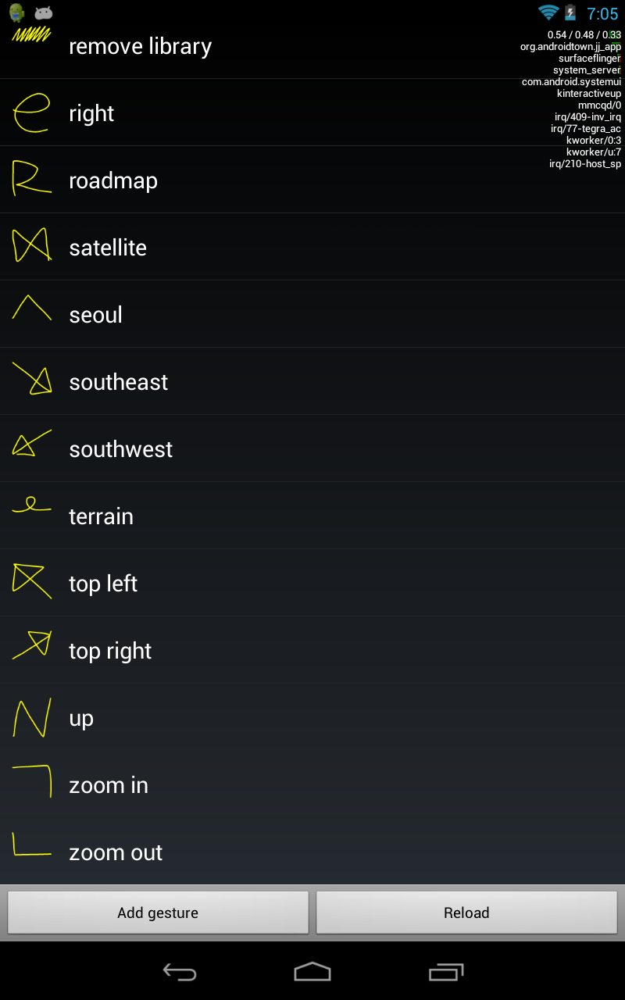 7:05
0.54 / 0.48 / 0.33
org.androidtown.jj_app
surfaceflinger
system_server
com.android.systemui
kinteractiveup
mmcqd/0
irq/409-inv_irq
irq/77-tegra_ac
kworker/0:3
kworker/u:7
irq/210-host_sp
remove library
right
R roadmap
satellite
seoul
southeast
southwest
terrain
top left
top right
N up
zoom in
zoom out
Add gesture Reload